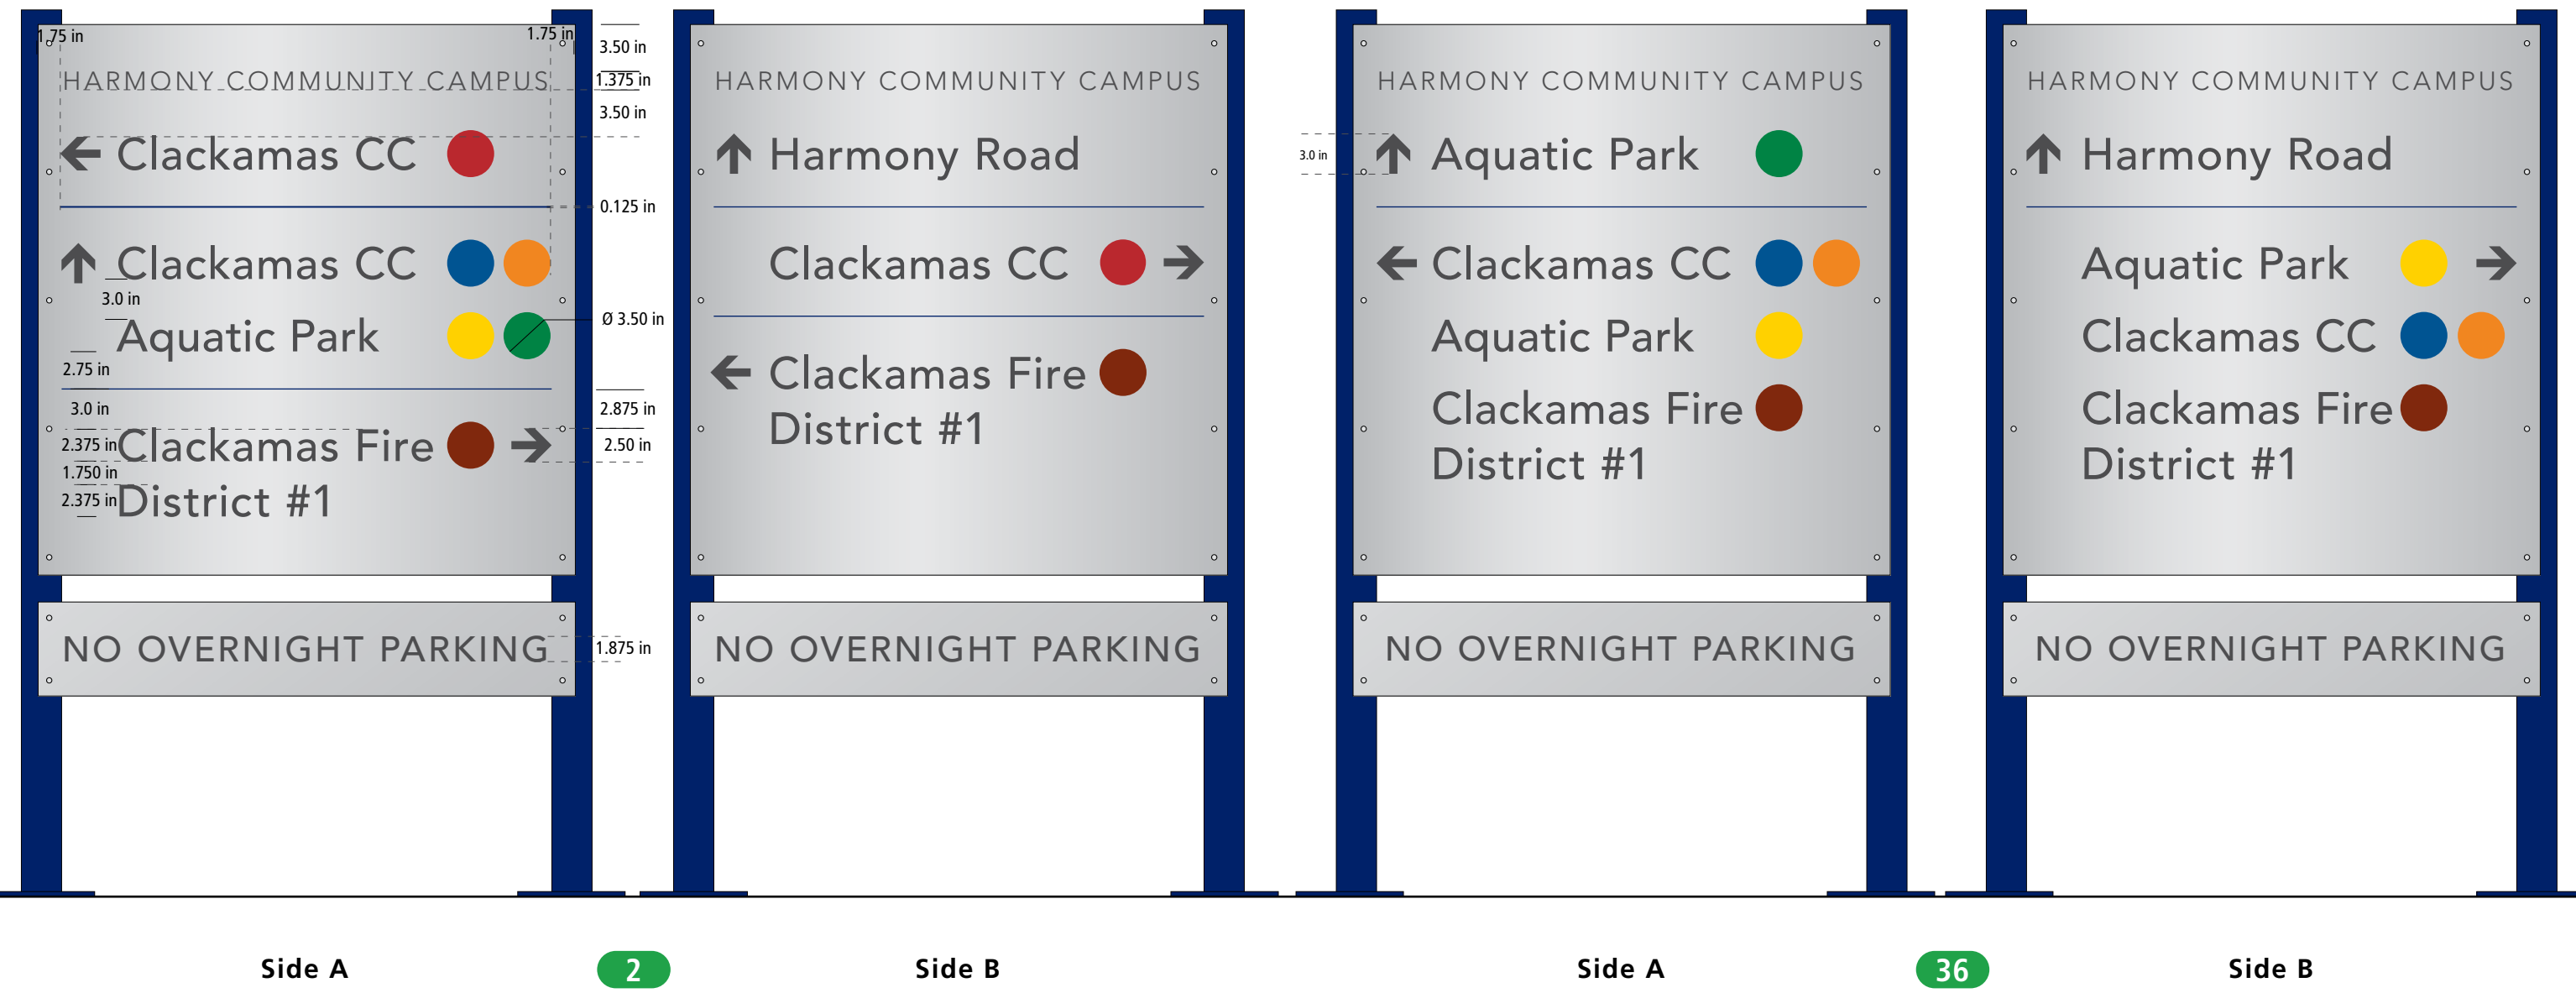 1.75 in
1.75 in
HARMONY COMMUNITY CAMPUS
Clackamas CC
Clackamas CC
3.0 in
Aquatic Park
2.75 in
3.0 in
2.375 in
Clackamas Fire
1.750 in
2.375 in
District #1
NO OVERNIGHT PARKING
3.50 in
1.375 in
3.50 in
0.125 in
Ø 3.50 in
2.875 in
2.50 in
1.875 in
Side A
2
HARMONY COMMUNITY CAMPUS
Harmony Road
Clackamas CC
Clackamas Fire
District #1
NO OVERNIGHT PARKING
Side B
3.0 in
HARMONY COMMUNITY CAMPUS
Aquatic Park
Clackamas CC
Aquatic Park
Clackamas Fire
District #1
NO OVERNIGHT PARKING
Side A
36
HARMONY COMMUNITY CAMPUS
Harmony Road
Aquatic Park
Clackamas CC
Clackamas Fire
District #1
NO OVERNIGHT PARKING
Side B